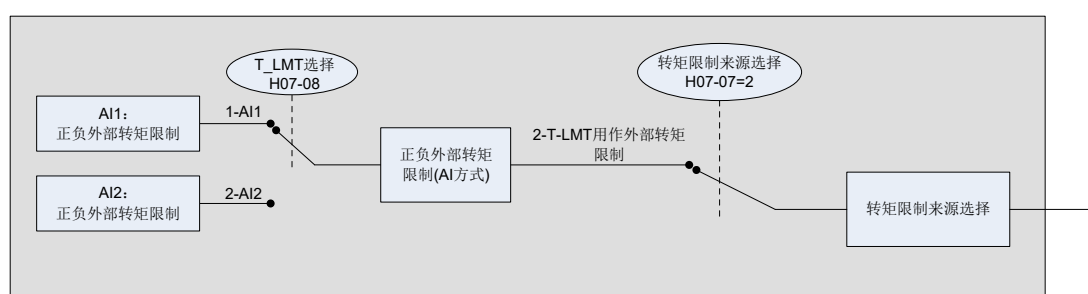 T_LMT选择
H07-08
转矩限制来源选择
H07-07=2
AI1：
正负外部转矩限制
1-AI1
正负外部转矩
限制(AI方式)
2-T-LMT用作外部转矩
限制
AI2：
正负外部转矩限制
2-AI2
转矩限制来源选择